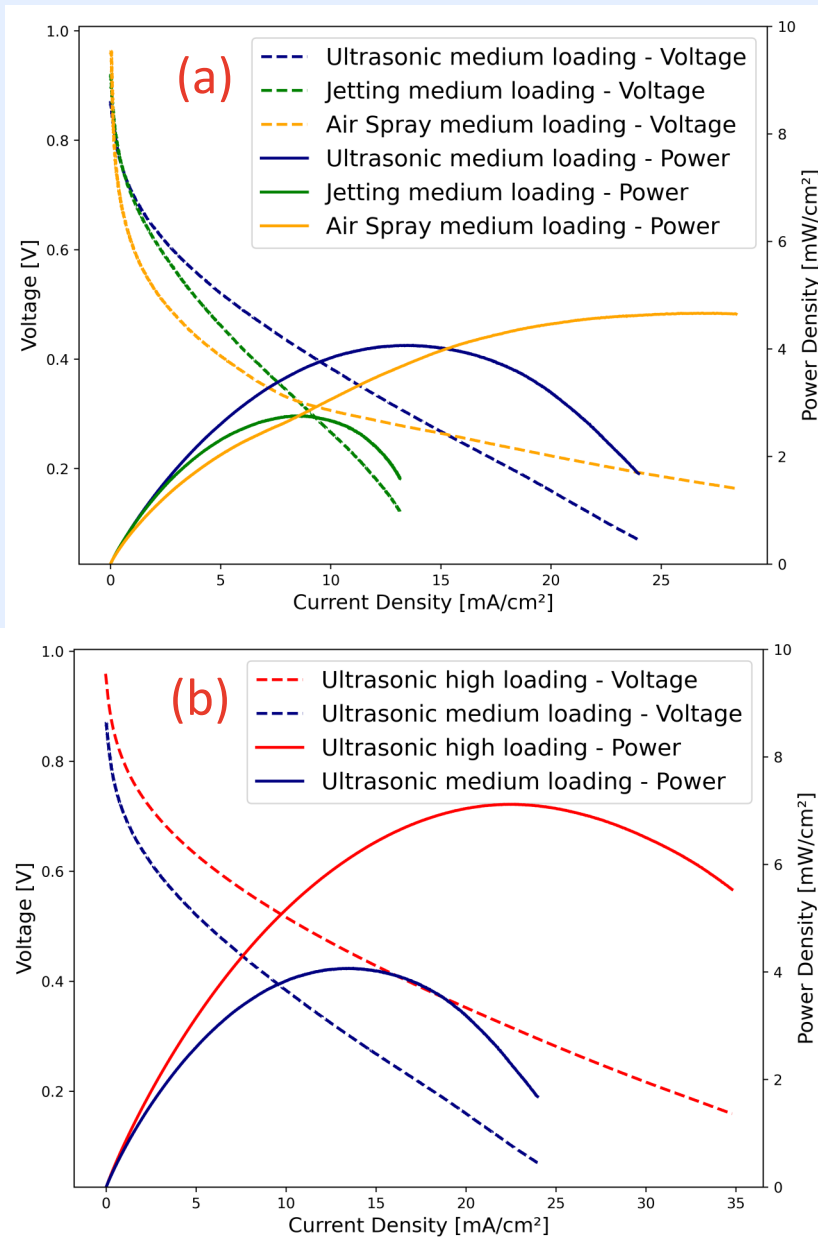 (a)
Ultrasonic medium loading - Voltage
Jetting medium loading - Voltage
Air Spray medium loading - Voltage
Ultrasonic medium loading - Power
Jetting medium loading - Power
Air Spray medium loading - Power
1.0
0.8
0.6
0.4
0.2
Voltage [V]
10
8
6
4
2
0
Power Density [mW/cm²]
0 5 10 15 20 25
Current Density [mA/cm²]
(b)
Ultrasonic high loading - Voltage
Ultrasonic medium loading - Voltage
Ultrasonic high loading - Power
Ultrasonic medium loading - Power
1.0
0.8
0.6
0.4
0.2
Voltage [V]
10
8
6
4
2
0
Power Density [mW/cm²]
0 5 10 15 20 25 30 35
Current Density [mA/cm²]